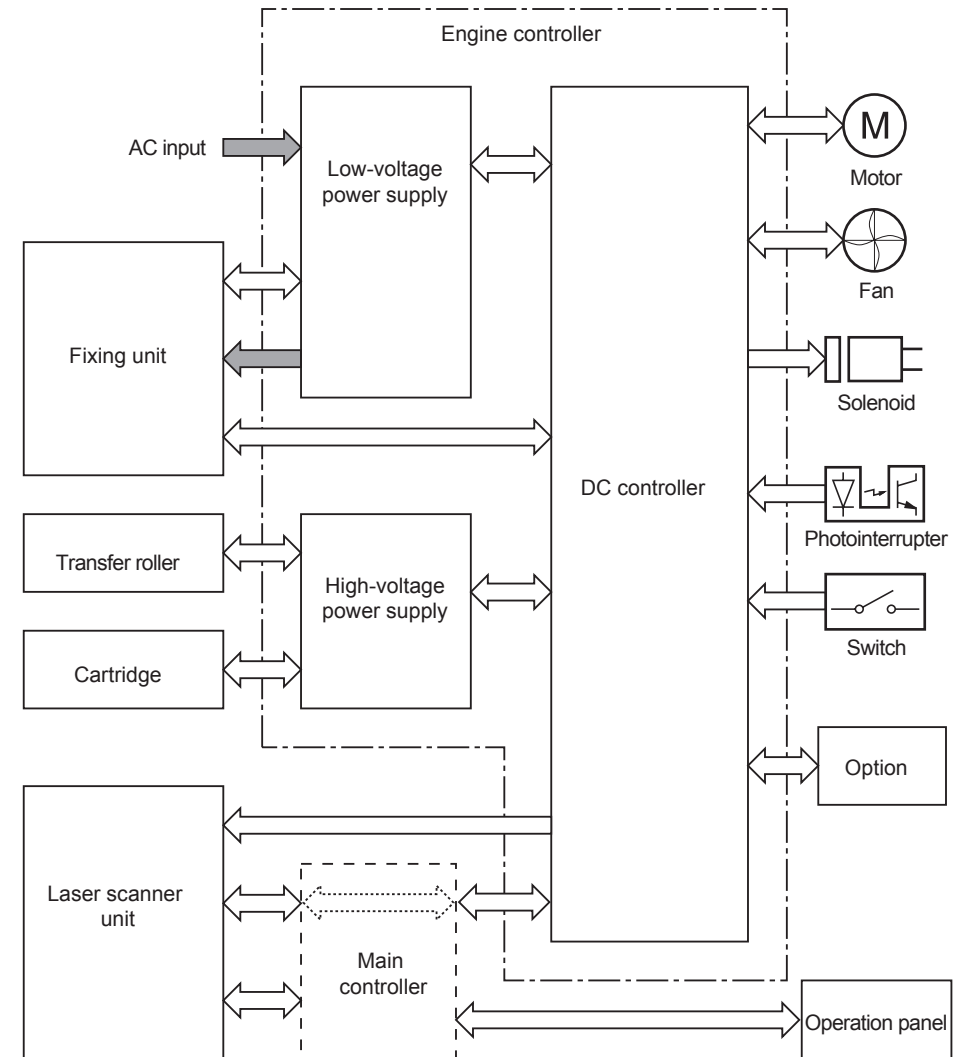 Engine controller
AC input
Low-voltage
power supply
M
Motor
Fan
Fixing unit
Solenoid
DC controller
Photointerrupter
Transfer roller
High-voltage
power supply
Switch
Cartridge
Option
Laser scanner
unit
Main
controller
Operation panel